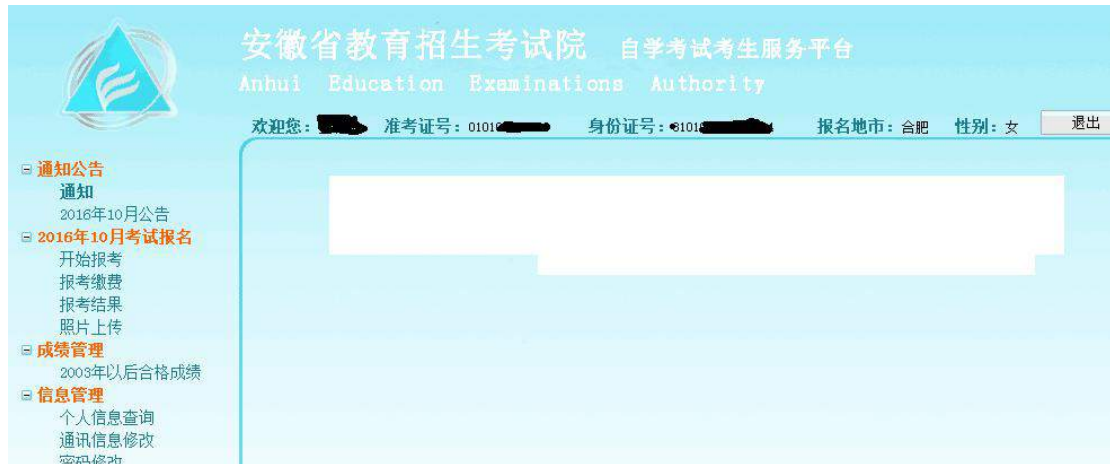 安徽省教育招生考试院 自学考试考生服务平台
Anhui Education Examinations Authority
欢迎您： 准考证号：0101 身份证号：8101 报名地市：合肥 性别：女 退出
通知公告
通知
2016年10月公告
2016年10月考试报名
开始报考
报考缴费
报考结果
照片上传
成绩管理
2003年以后合格成绩
信息管理
个人信息查询
通讯信息修改
密码修改